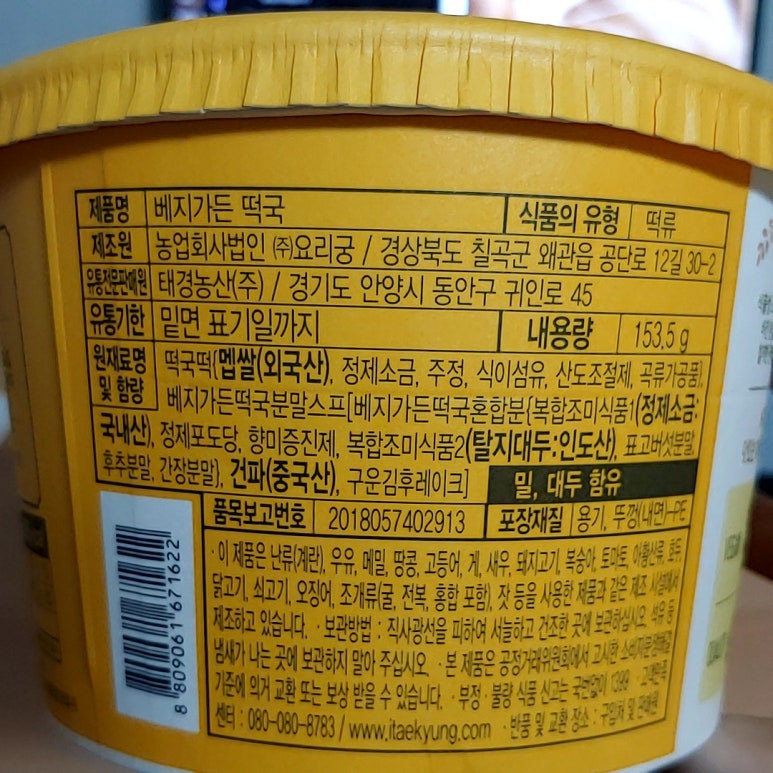 제품명 베지가든 떡국 식품의 유형 떡류
제조원 농업회사법인 ㈜요리궁 / 경상북도 칠곡군 왜관읍 공단로 12길 30-2
유통전문판매원 태경농산(주) / 경기도 안양시 동안구 귀인로 45
유통기한 밑면 표기일까지 내용량 153.5 g
원재료명 및 함량 떡국떡{멥쌀(외국산), 정제소금, 주정, 식이섬유, 산도조절제, 곡류가공품},
베지가든떡국분말스프[베지가든떡국혼합분{복합조미식품1(정제소금:
국내산), 정제포도당, 향미증진제, 복합조미식품2(탈지대두:인도산), 표고버섯분말,
후추분말, 간장분말}, 건파(중국산), 구운김후레이크] 밀, 대두 함유
품목보고번호 2018057402913 포장재질 용기, 뚜껑(내면)-PE
· 이 제품은 난류(계란), 우유, 메밀, 땅콩, 고등어, 게, 새우, 돼지고기, 복숭아, 토마토, 아황산류, 호두,
닭고기, 쇠고기, 오징어, 조개류(굴, 전복, 홍합 포함), 잣 등을 사용한 제품과 같은 제조 시설에서
제조하고 있습니다. · 보관방법 : 직사광선을 피하여 서늘하고 건조한 곳에 보관하십시오. 석유 등
냄새가 나는 곳에 보관하지 말아 주십시오 · 본 제품은 공정거래위원회에서 고시한 소비자분쟁해결
기준에 의거 교환 또는 보상 받을 수 있습니다. · 부정·불량 식품 신고는 국번없이 1399 · 고객만족
센터 : 080-080-8783 / www.itaekyung.com · 반품 및 교환 장소 : 구입처 및 판매원
8 809061 671622